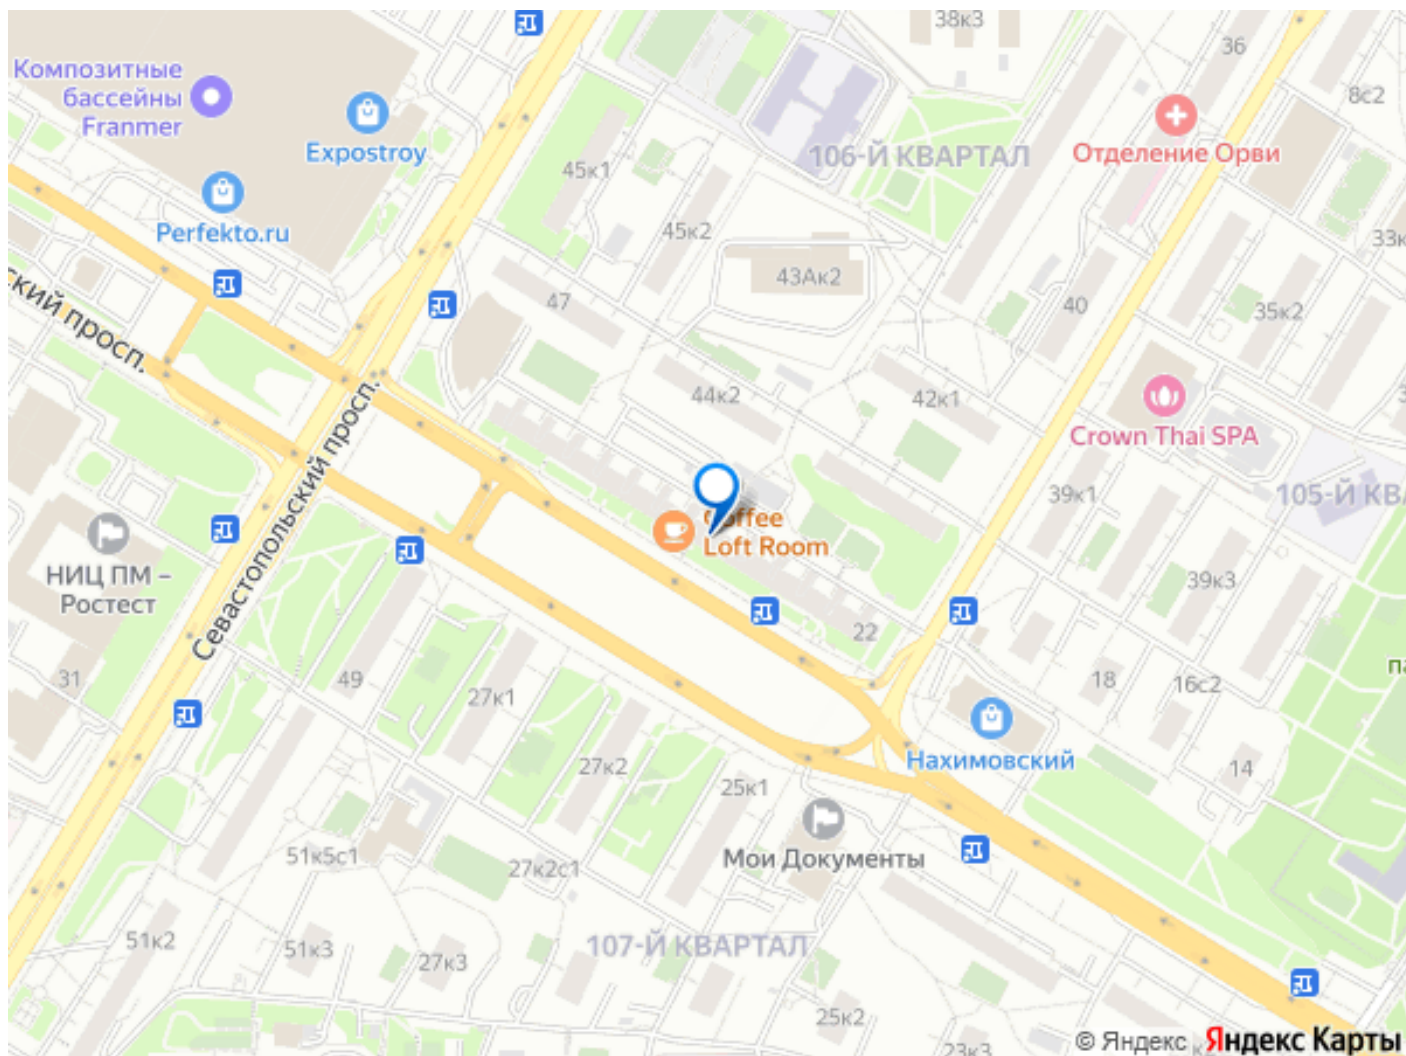 38к3
36
Композитные
бассейны
Franmer
8с2
Expostroy
106-Й КВАРТАЛ
Отделение Орви
45к1
Perfekto.ru
45к2
33к
43Ак2
47
40
35к2
ский просп.
44к2
42к1
Crown Thai SPA
Севастопольский просп.
39к1
105-Й КВ
Coffee
Loft Room
НИЦ ПМ –
Ростест
39к3
22
31
49
27к1
18
16с2
Нахимовский
27к2
14
25к1
51к5с1
27к2с1
Мои Документы
51к2
51к3
27к3
107-Й КВАРТАЛ
25к2
23к3
© Яндекс Яндекс Карты